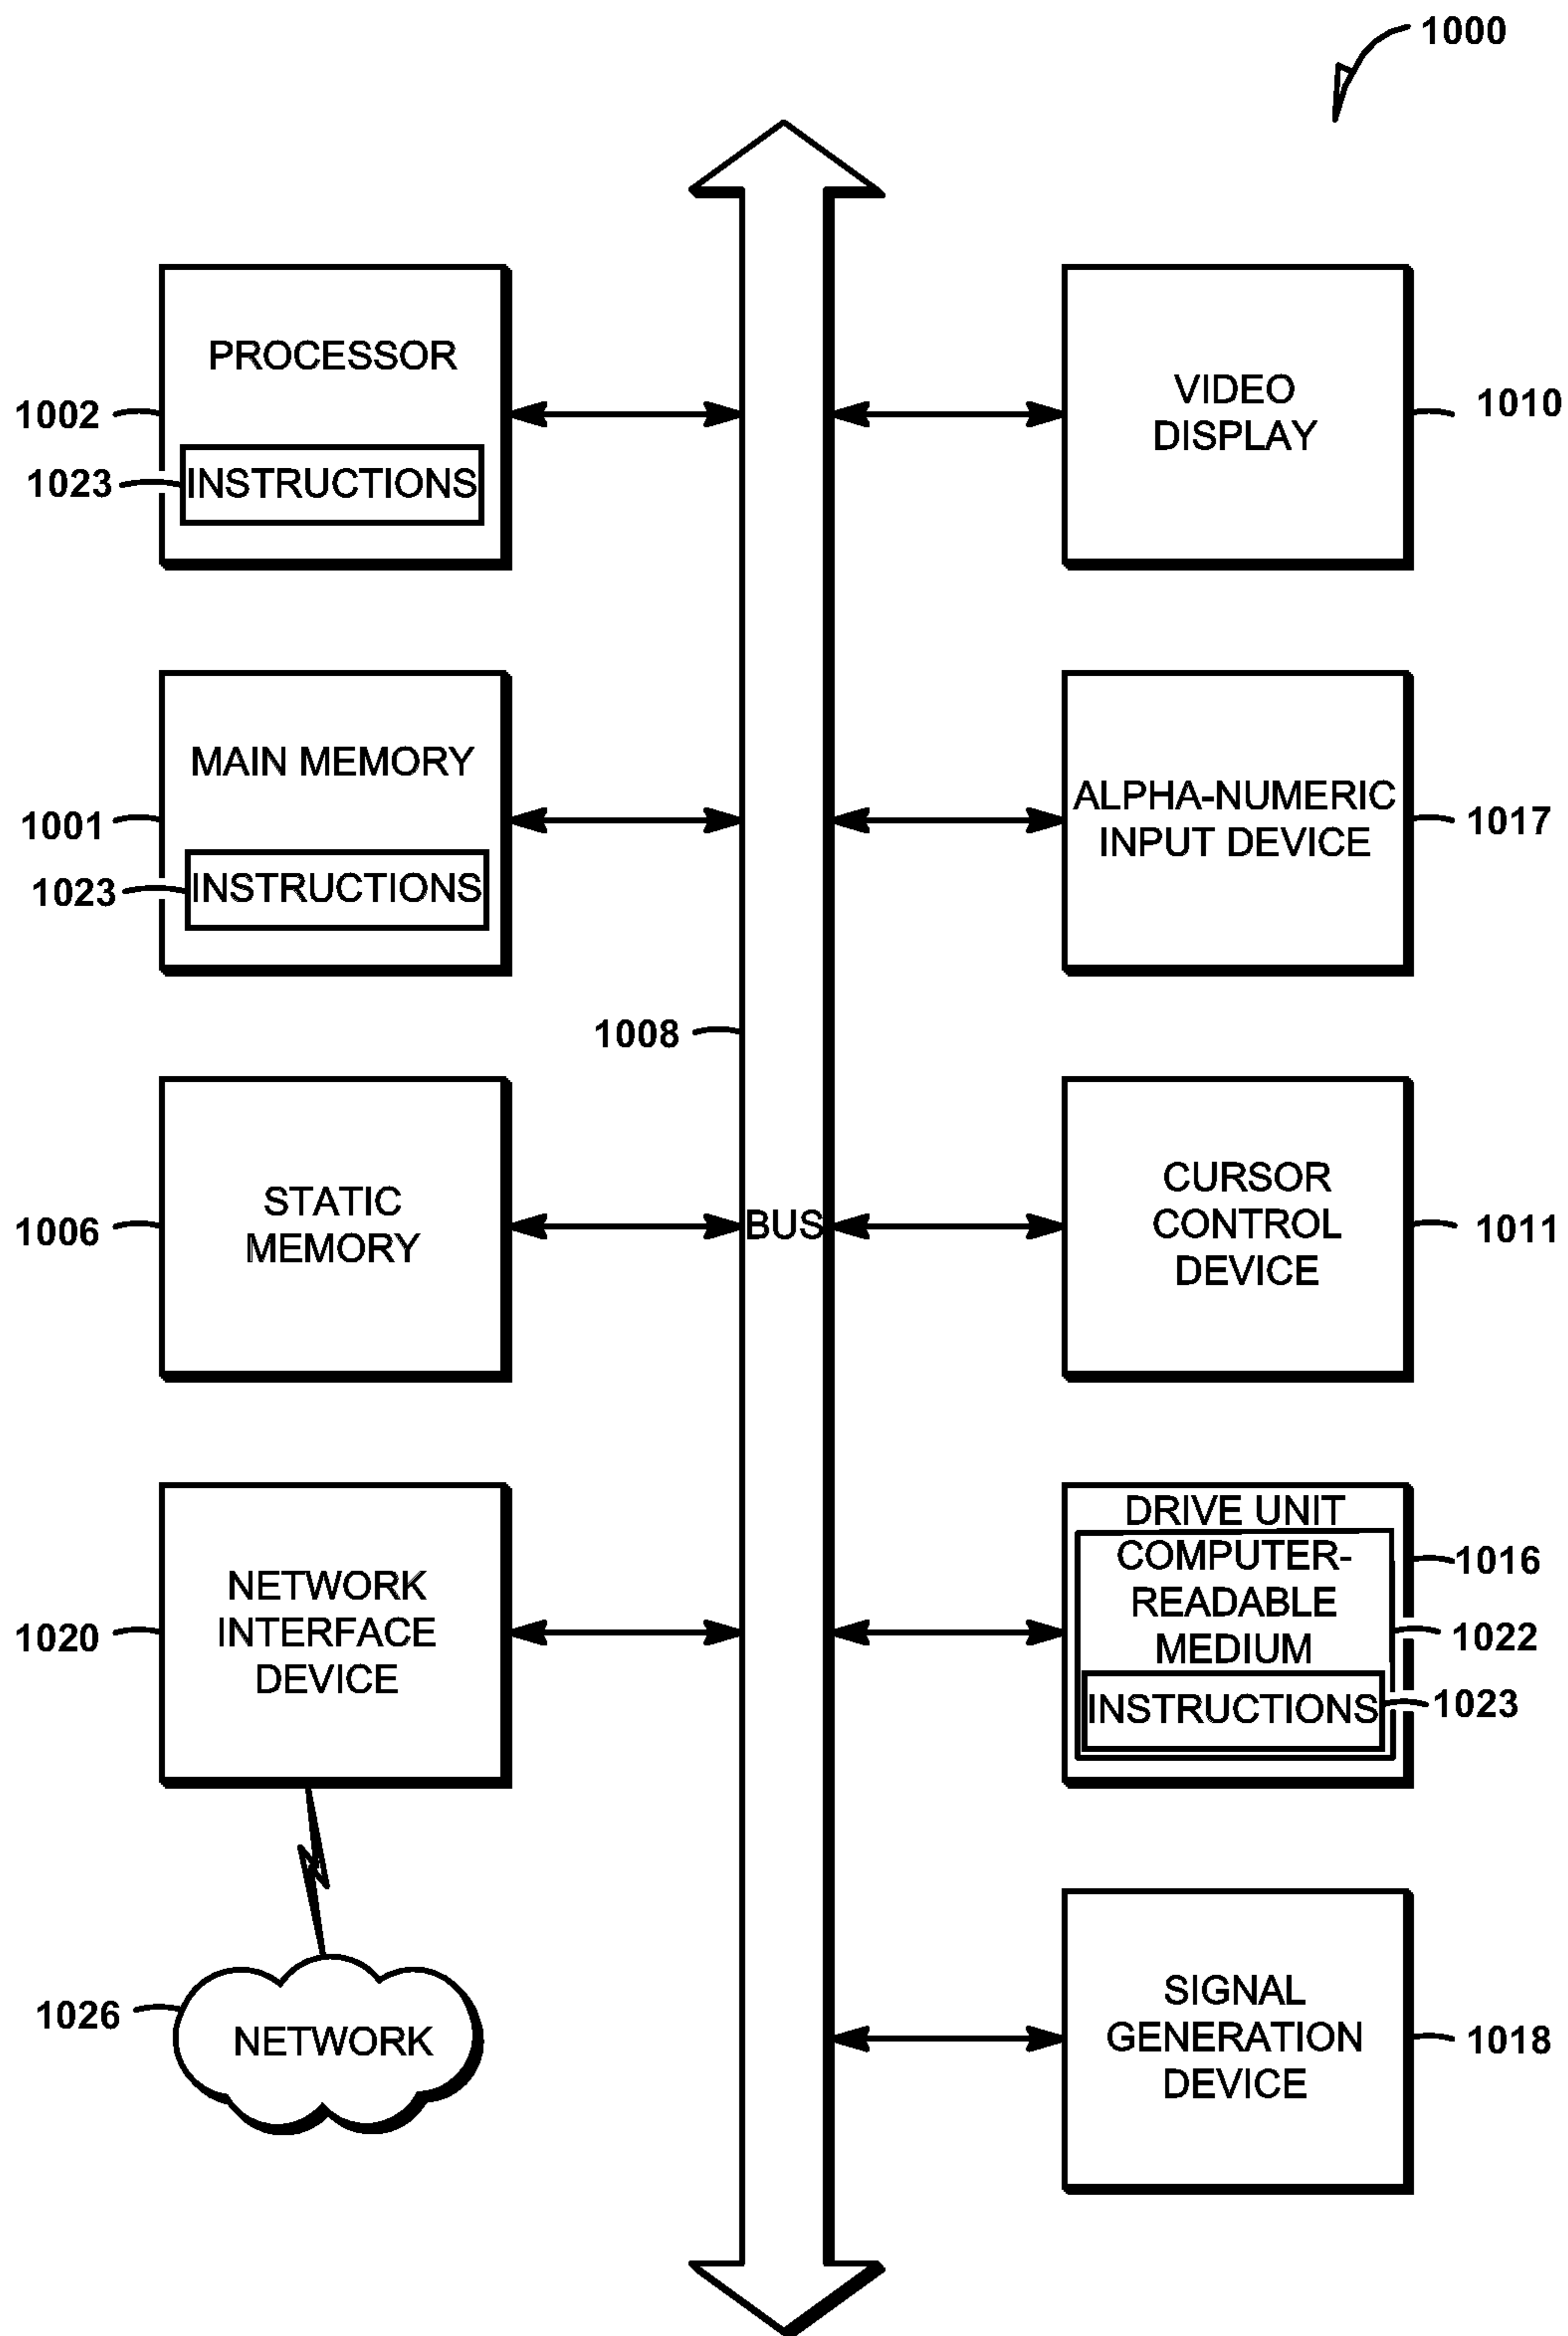 1000
PROCESSOR
1002
1023
INSTRUCTIONS
VIDEO
DISPLAY
1010
MAIN MEMORY
1001
1023
INSTRUCTIONS
ALPHA-NUMERIC
INPUT DEVICE
1017
1008
STATIC
MEMORY
1006
BUS
CURSOR
CONTROL
DEVICE
1011
NETWORK
INTERFACE
DEVICE
1020
DRIVE UNIT
COMPUTER-
READABLE
MEDIUM
1016
1022
INSTRUCTIONS
1023
1026
NETWORK
SIGNAL
GENERATION
DEVICE
1018